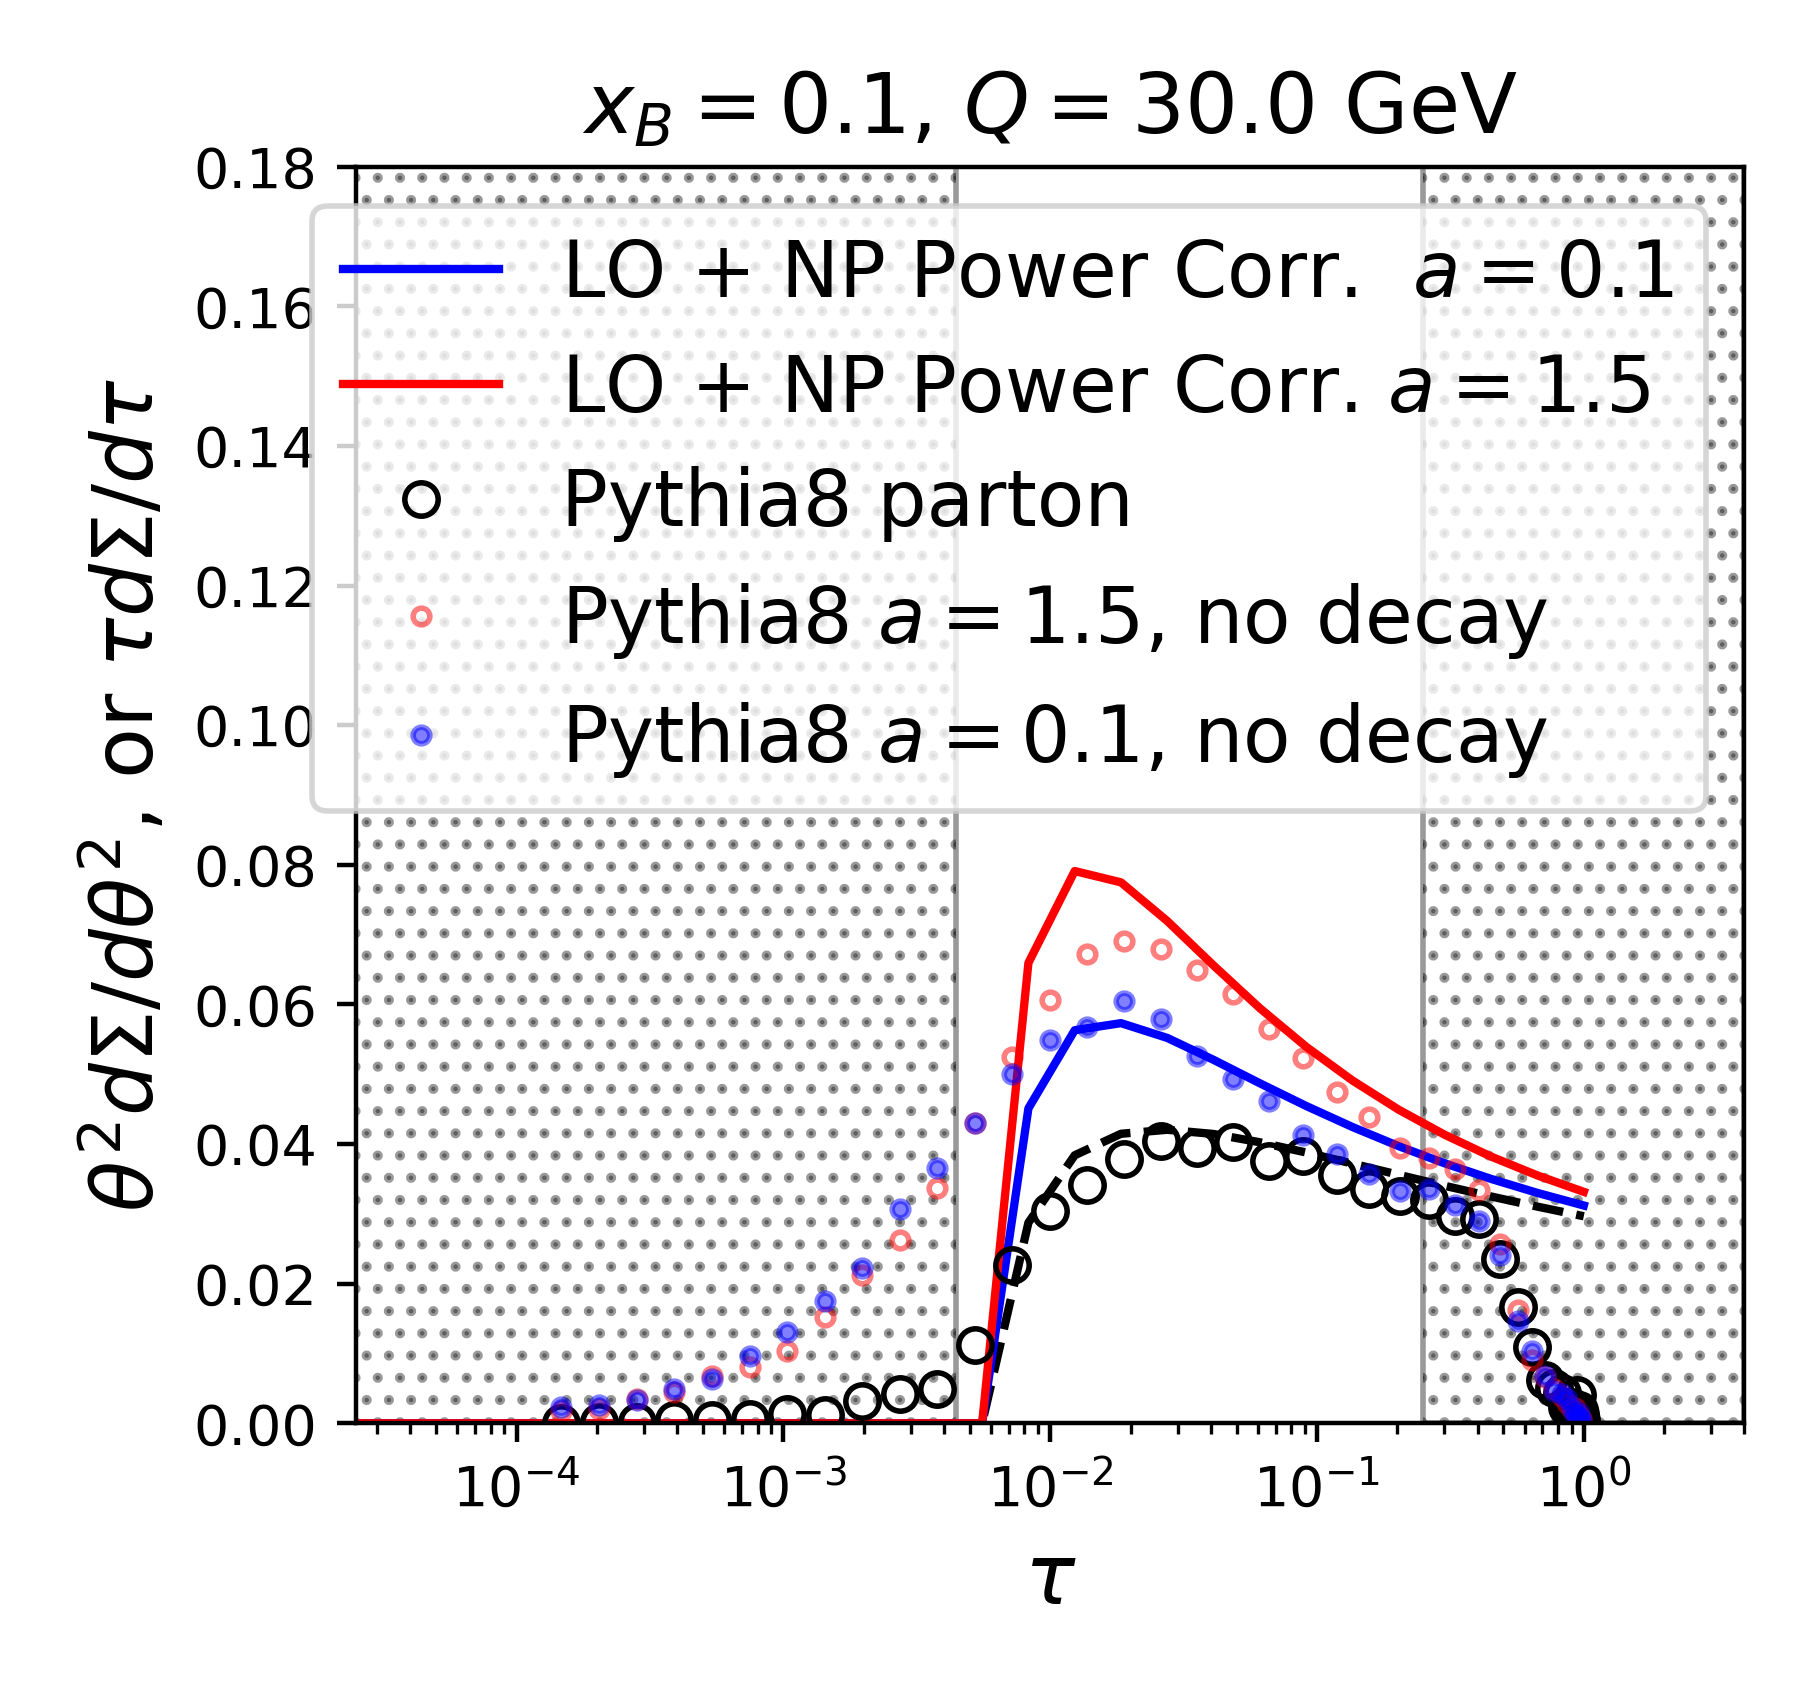 x_B = 0.1, Q = 30.0 GeV
θ² dΣ/dθ², or τdΣ/dτ
0.18
0.16
0.14
0.12
0.10
0.08
0.06
0.04
0.02
0.00
LO + NP Power Corr. a = 0.1
LO + NP Power Corr. a = 1.5
Pythia8 parton
Pythia8 a = 1.5, no decay
Pythia8 a = 0.1, no decay
10⁻⁴ 10⁻³ 10⁻² 10⁻¹ 10⁰
τ